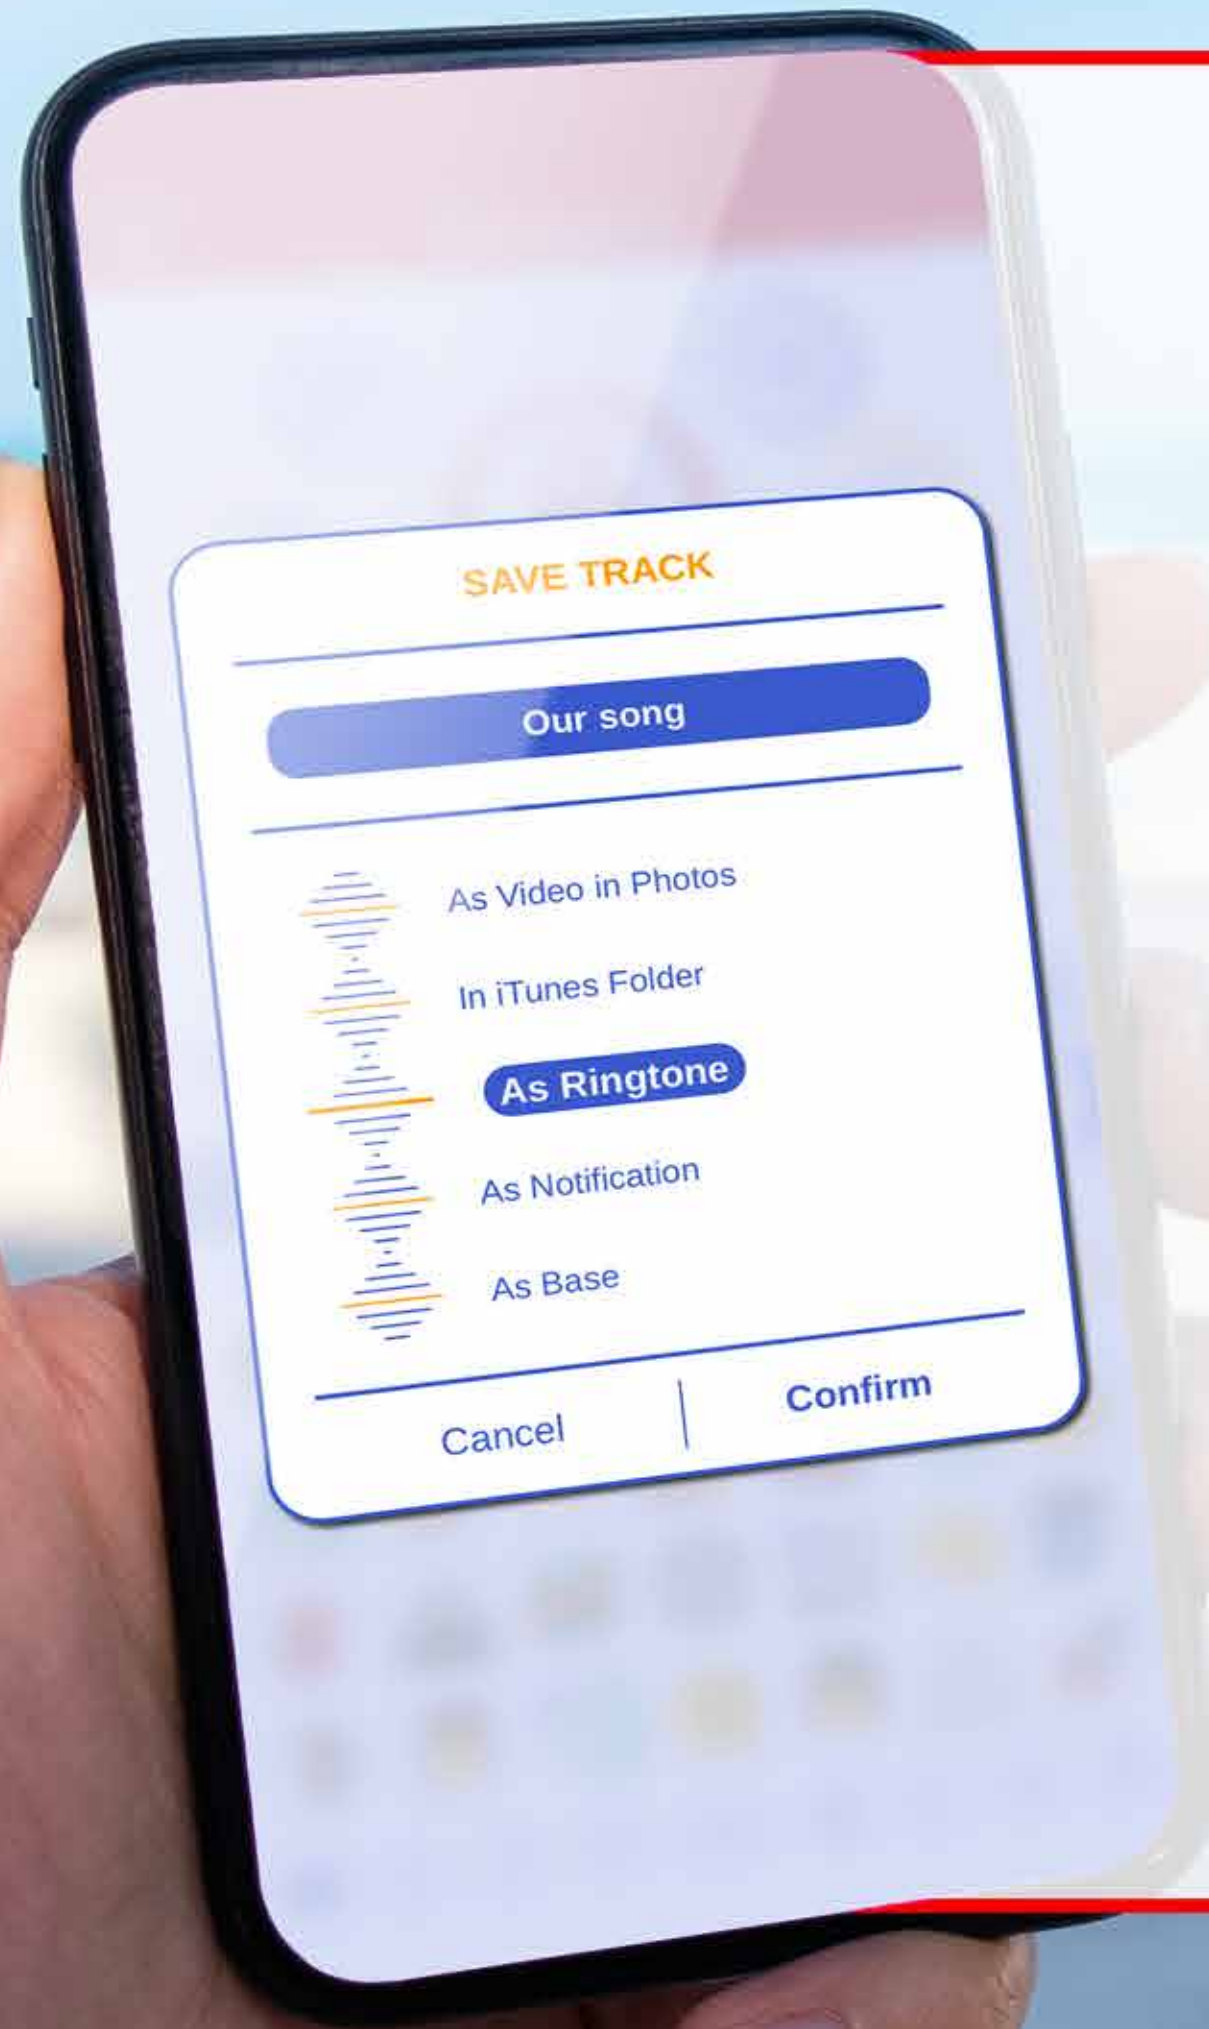 SAVE TRACK
Our song
As Video in Photos
In iTunes Folder
As Ringtone
As Notification
As Base
Cancel
Confirm